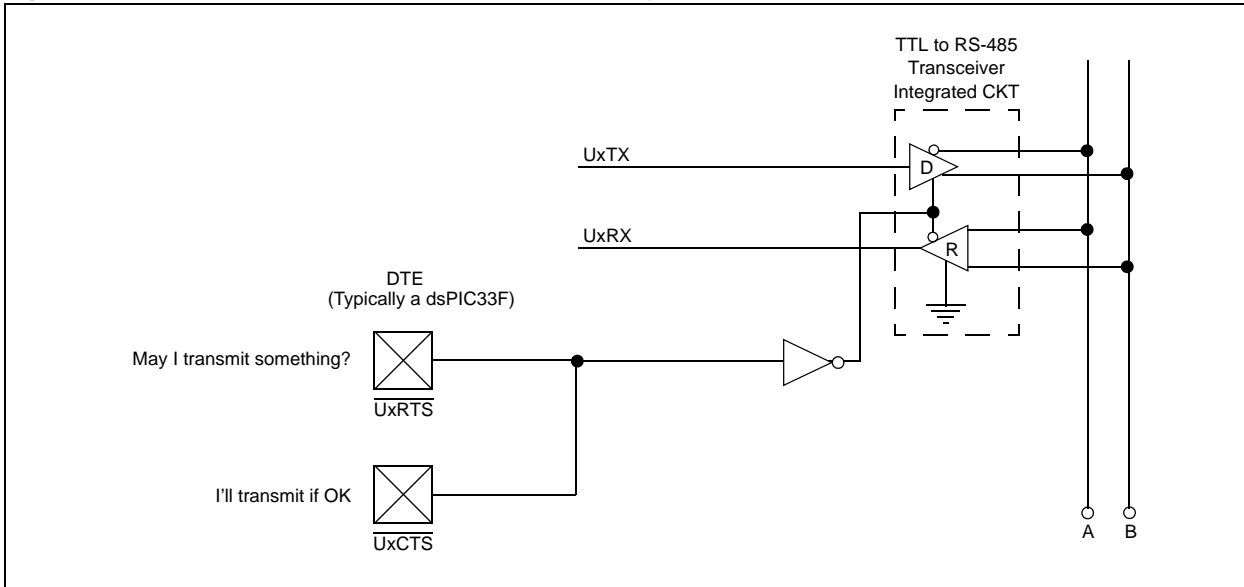 TTL to RS-485
Transceiver
Integrated CKT
UxTX
D
UxRX
R
DTE
(Typically a dsPIC33F)
May I transmit something?
UxRTS
I'll transmit if OK
UxCTS
A B